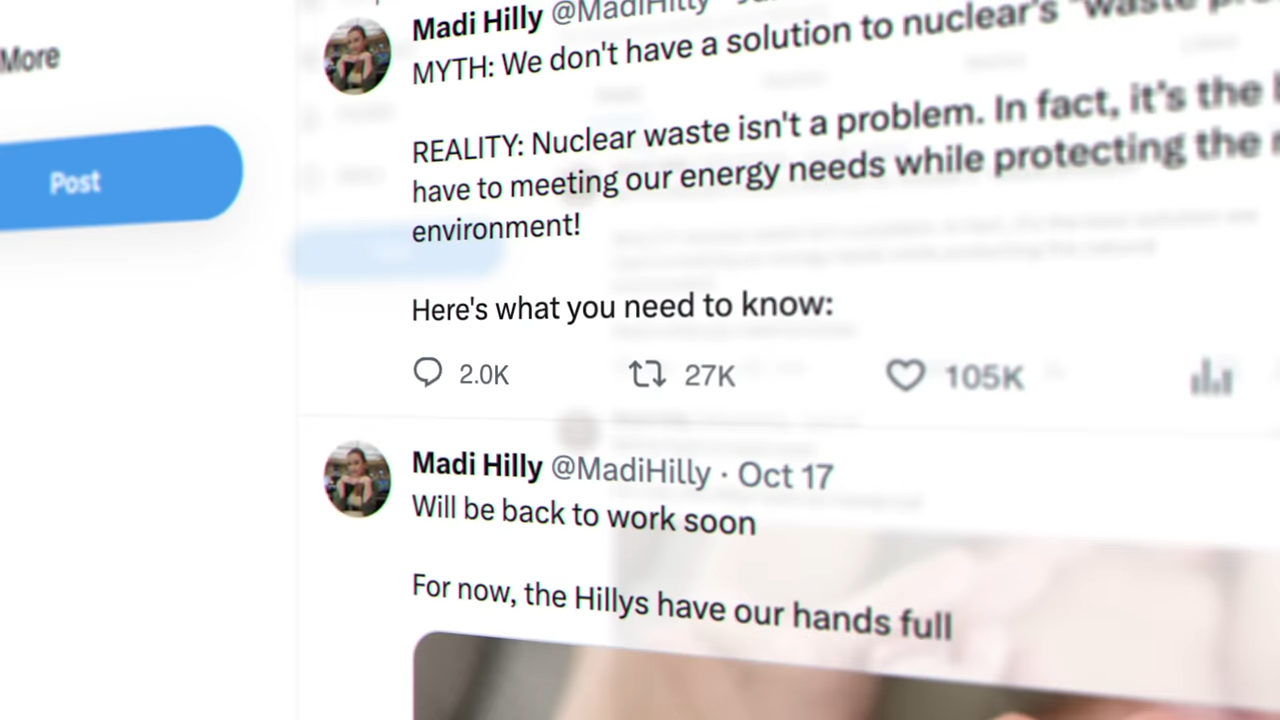 More
Post
Madi Hilly @MadiHilly ·
MYTH: We don't have a solution to nuclear's "waste
REALITY: Nuclear waste isn't a problem. In fact, it's the
have to meeting our energy needs while protecting the
environment!
Here's what you need to know:
2.0K 27K 105K
Madi Hilly @MadiHilly · Oct 17
Will be back to work soon
For now, the Hillys have our hands full